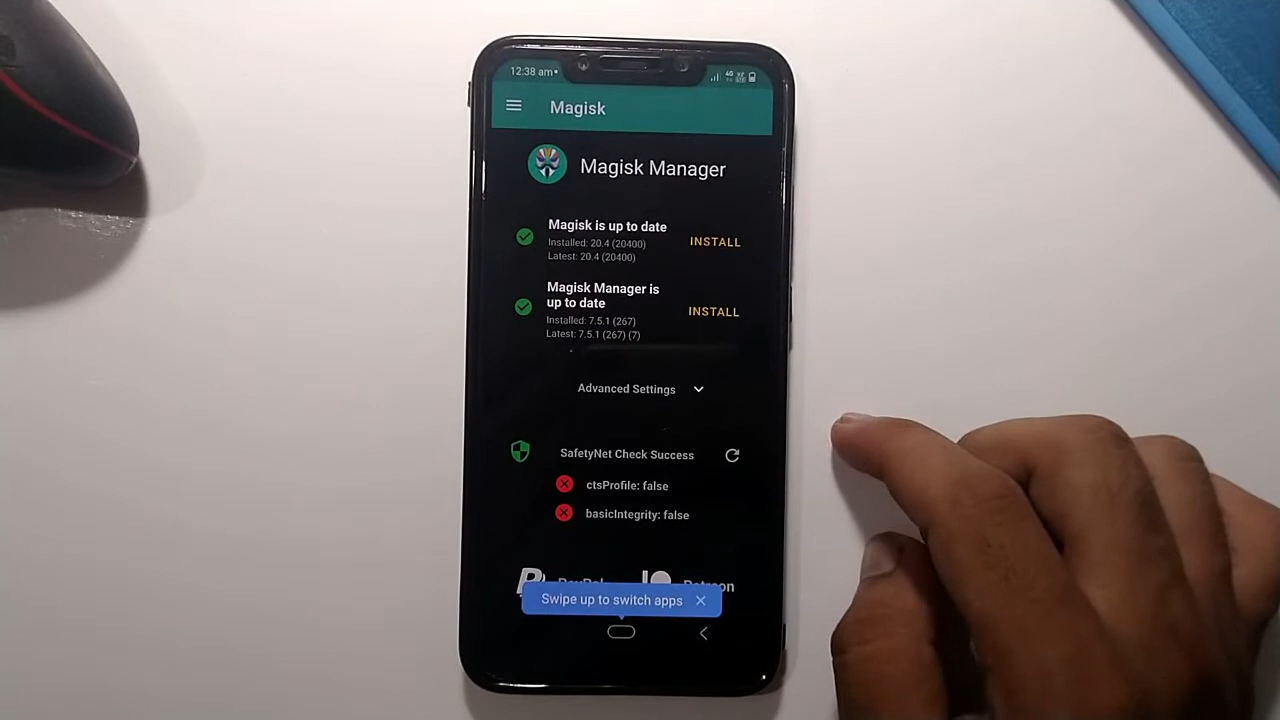 12:38 am
Magisk
Magisk Manager
Magisk is up to date
Installed: 20.4 (20400)
Latest: 20.4 (20400)
INSTALL
Magisk Manager is
up to date
Installed: 7.5.1 (267)
Latest: 7.5.1 (267) (7)
INSTALL
Advanced Settings
SafetyNet Check Success
ctsProfile: false
basicIntegrity: false
PayPal
Patreon
Swipe up to switch apps